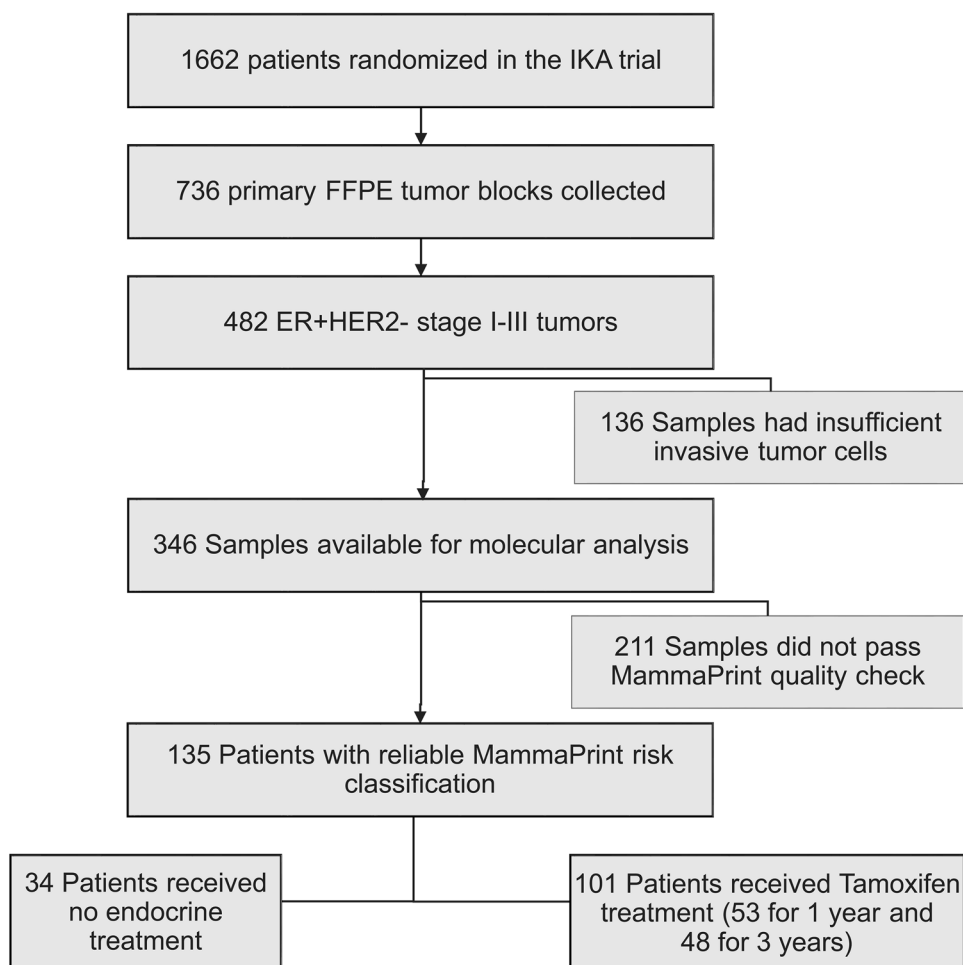 1662 patients randomized in the IKA trial
736 primary FFPE tumor blocks collected
482 ER+HER2- stage I-III tumors
136 Samples had insufficient
invasive tumor cells
346 Samples available for molecular analysis
211 Samples did not pass
MammaPrint quality check
135 Patients with reliable MammaPrint risk
classification
34 Patients received
no endocrine
treatment
101 Patients received Tamoxifen
treatment (53 for 1 year and
48 for 3 years)